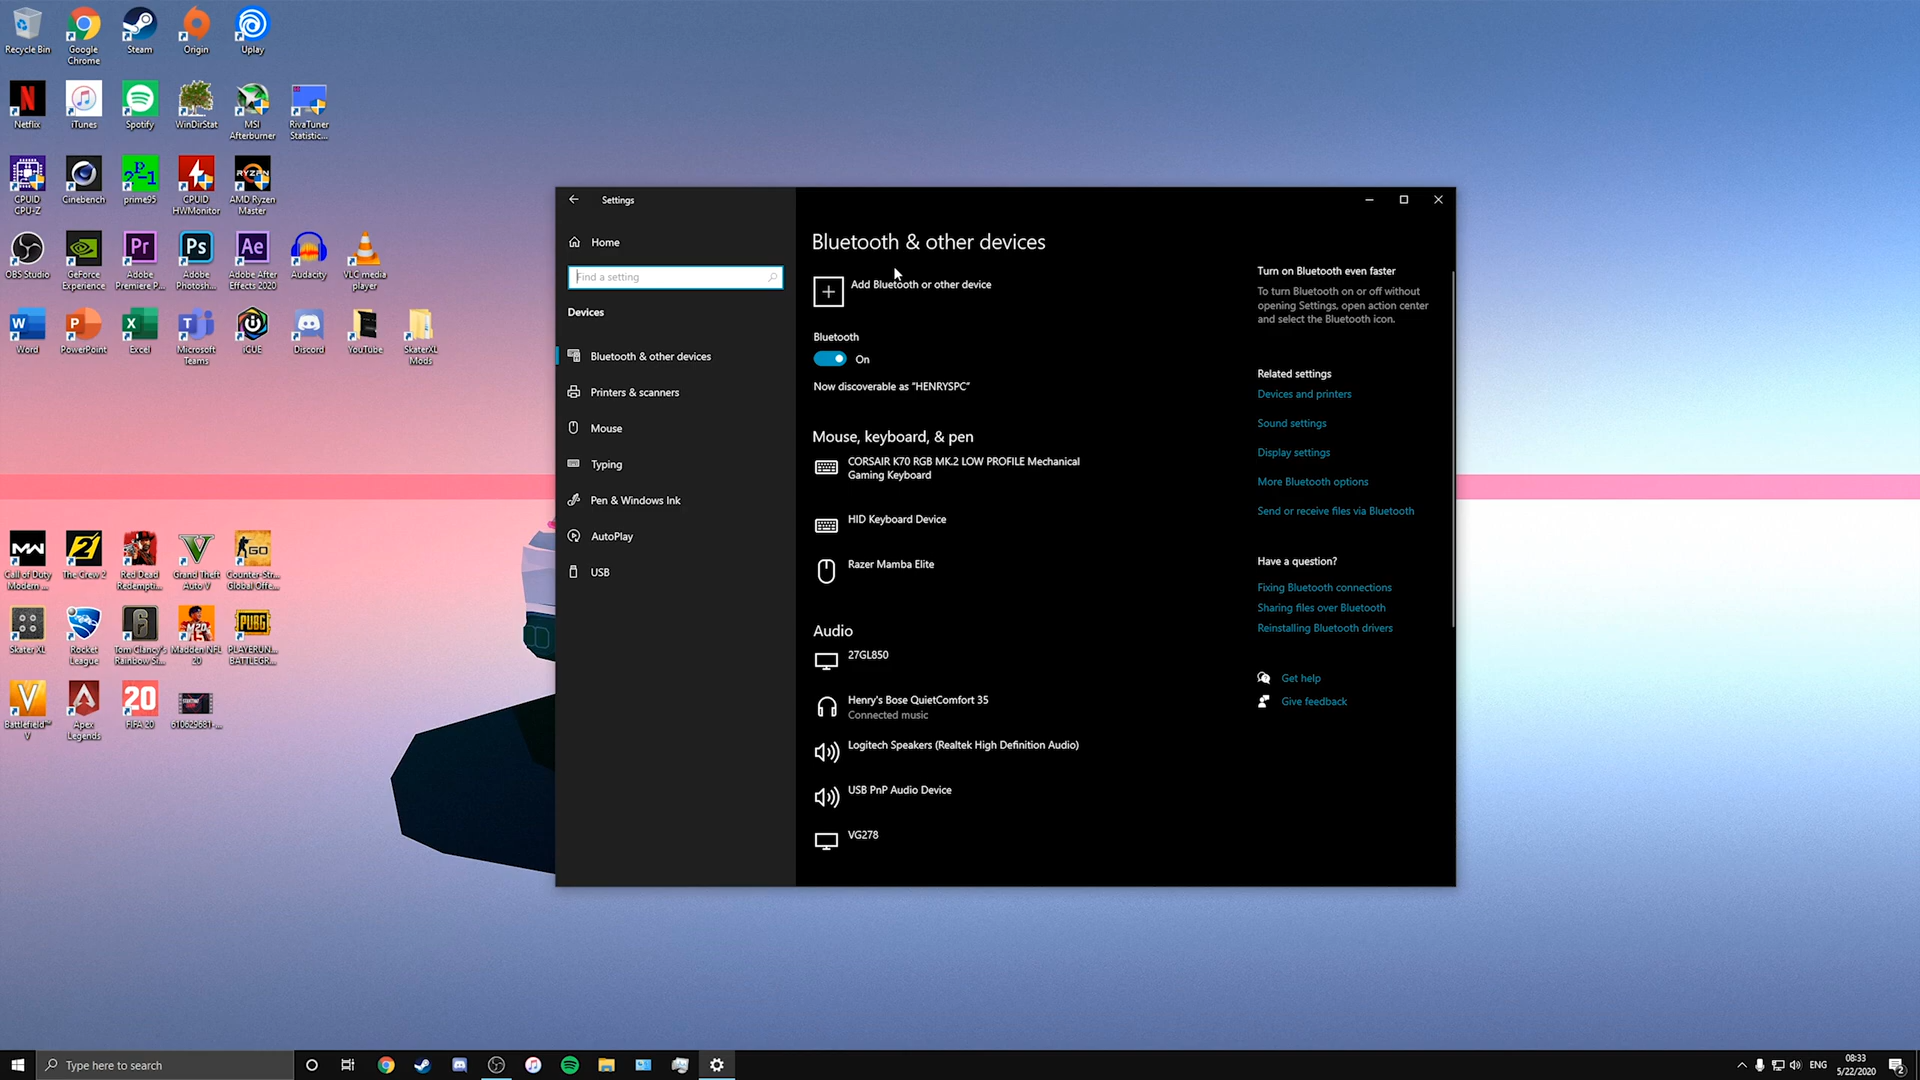 Recycle Bin
Google
Chrome
Steam
Origin
Uplay
Netflix
iTunes
Spotify
WinDirStat
MSI
Afterburner
RivaTuner
Statistic...
CPUID
CPU-Z
Cinebench
prime95
CPUID
HWMonitor
AMD Ryzen
Master
OBS Studio
GeForce
Experience
Adobe
Premiere P...
Adobe
Photosh...
Adobe After
Effects 2020
Audacity
VLC media
player
Word
PowerPoint
Excel
Microsoft
Teams
iCUE
Discord
YouTube
SkaterXL
Mods
Call of Duty
Modern ...
The Crew 2
Red Dead
Redempti...
Grand Theft
Auto V
Counter-Str...
Global Offe...
Skater XL
Rocket
League
Tom Clancy's
Rainbow Si...
Madden NFL
20
PLAYERUN...
BATTLEGR...
Battlefield™
V
Apex
Legends
FIFA 20
610629681-...
Settings
Home
Find a setting
Devices
Bluetooth & other devices
Printers & scanners
Mouse
Typing
Pen & Windows Ink
AutoPlay
USB
Bluetooth & other devices
Add Bluetooth or other device
Bluetooth
On
Now discoverable as "HENRYSPC"
Mouse, keyboard, & pen
CORSAIR K70 RGB MK.2 LOW PROFILE Mechanical
Gaming Keyboard
HID Keyboard Device
Razer Mamba Elite
Audio
27GL850
Henry's Bose QuietComfort 35
Connected music
Logitech Speakers (Realtek High Definition Audio)
USB PnP Audio Device
VG278
Turn on Bluetooth even faster
To turn Bluetooth on or off without
opening Settings, open action center
and select the Bluetooth icon.
Related settings
Devices and printers
Sound settings
Display settings
More Bluetooth options
Send or receive files via Bluetooth
Have a question?
Fixing Bluetooth connections
Sharing files over Bluetooth
Reinstalling Bluetooth drivers
Get help
Give feedback
Type here to search
ENG
08:33
5/22/2020
2